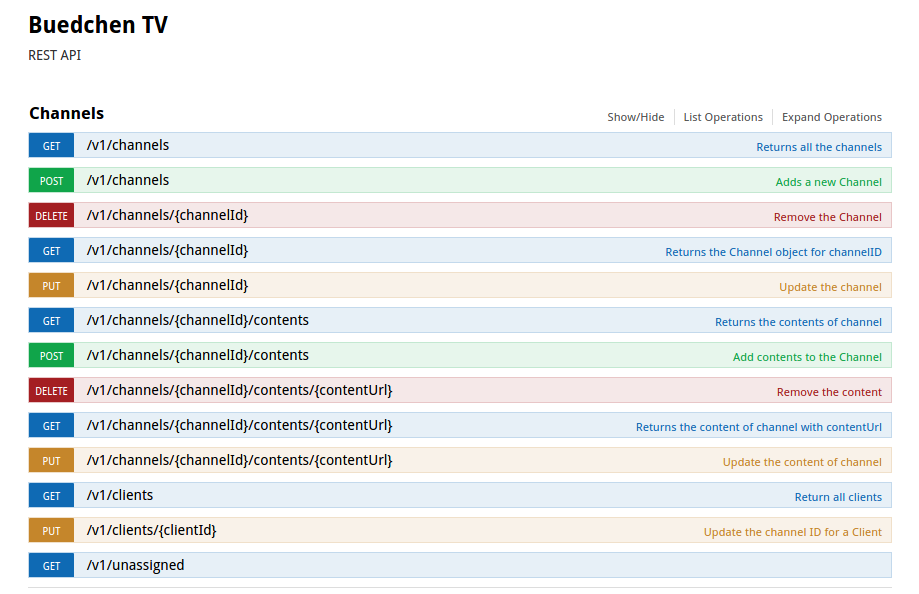 Buedchen TV
REST API
Channels Show/Hide List Operations Expand Operations
GET /v1/channels Returns all the channels
POST /v1/channels Adds a new Channel
DELETE /v1/channels/{channelId} Remove the Channel
GET /v1/channels/{channelId} Returns the Channel object for channelID
PUT /v1/channels/{channelId} Update the channel
GET /v1/channels/{channelId}/contents Returns the contents of channel
POST /v1/channels/{channelId}/contents Add contents to the Channel
DELETE /v1/channels/{channelId}/contents/{contentUrl} Remove the content
GET /v1/channels/{channelId}/contents/{contentUrl} Returns the content of channel with contentUrl
PUT /v1/channels/{channelId}/contents/{contentUrl} Update the content of channel
GET /v1/clients Return all clients
PUT /v1/clients/{clientId} Update the channel ID for a Client
GET /v1/unassigned